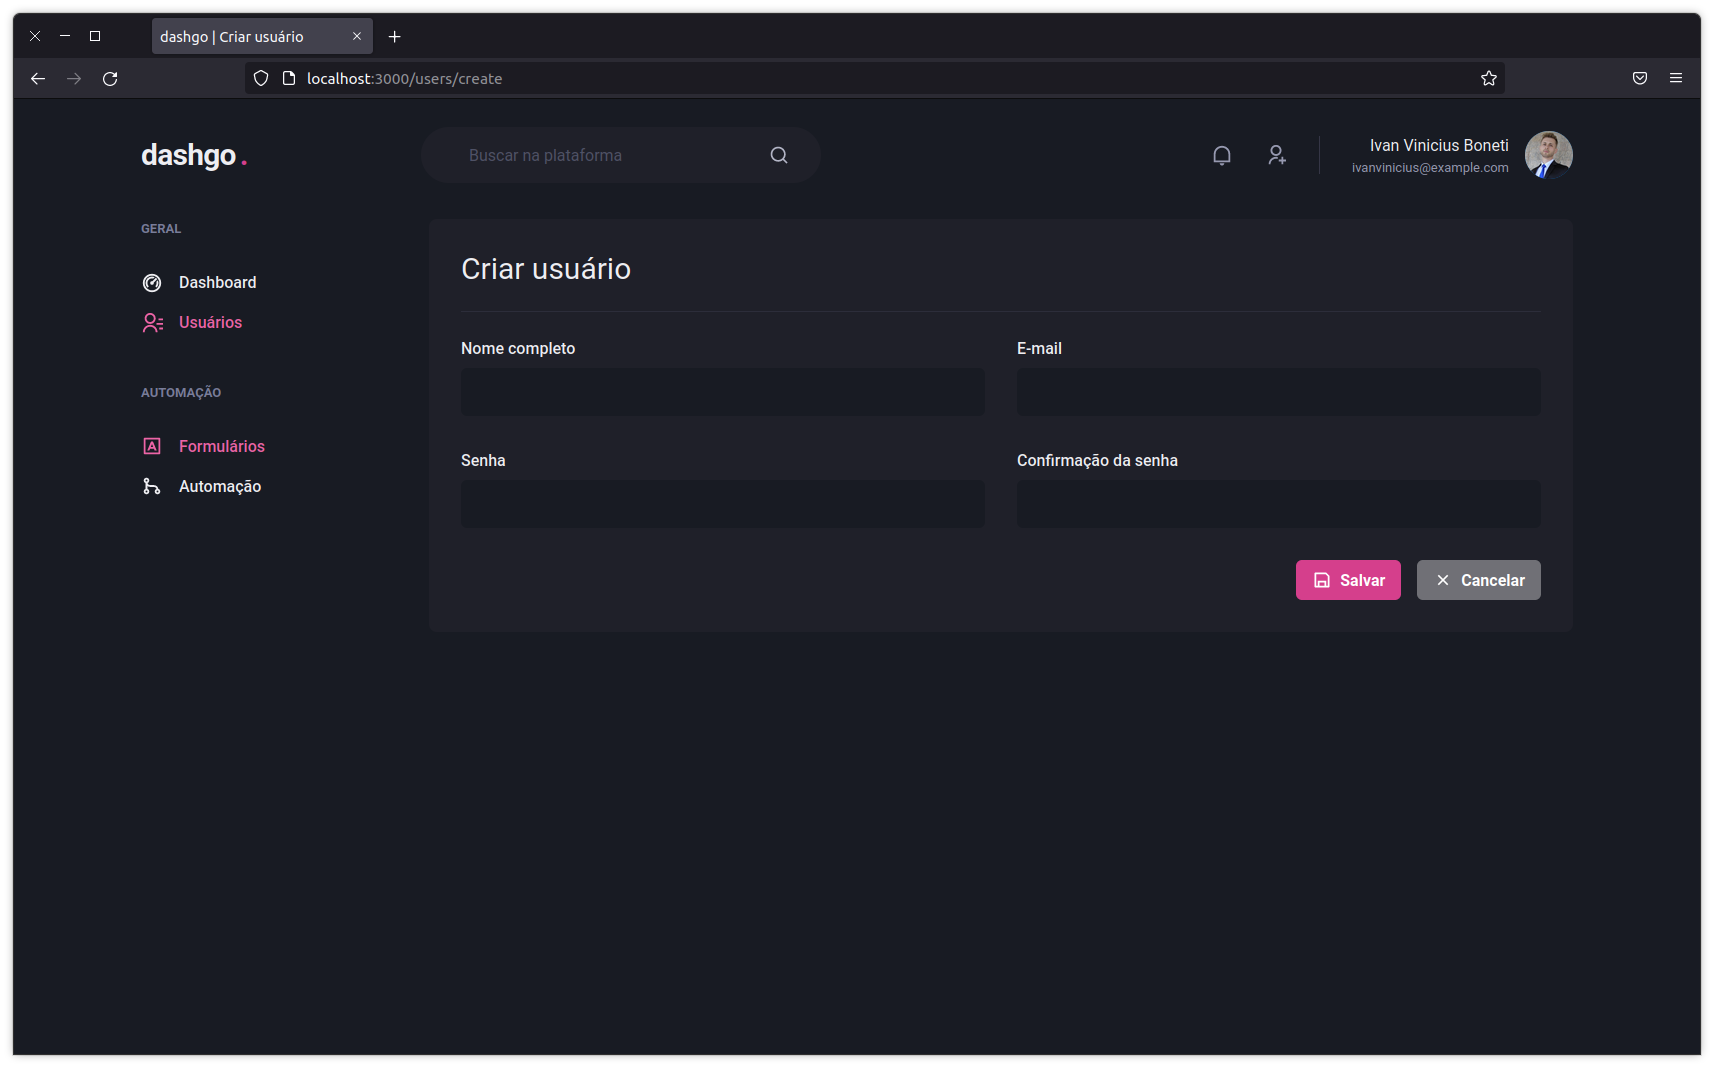 dashgo | Criar usuário
localhost:3000/users/create
dashgo.
Buscar na plataforma
Ivan Vinicius Boneti
ivanvinicius@example.com
GERAL
Dashboard
Usuários
AUTOMAÇÃO
Formulários
Automação
Criar usuário
Nome completo
E-mail
Senha
Confirmação da senha
Salvar
Cancelar